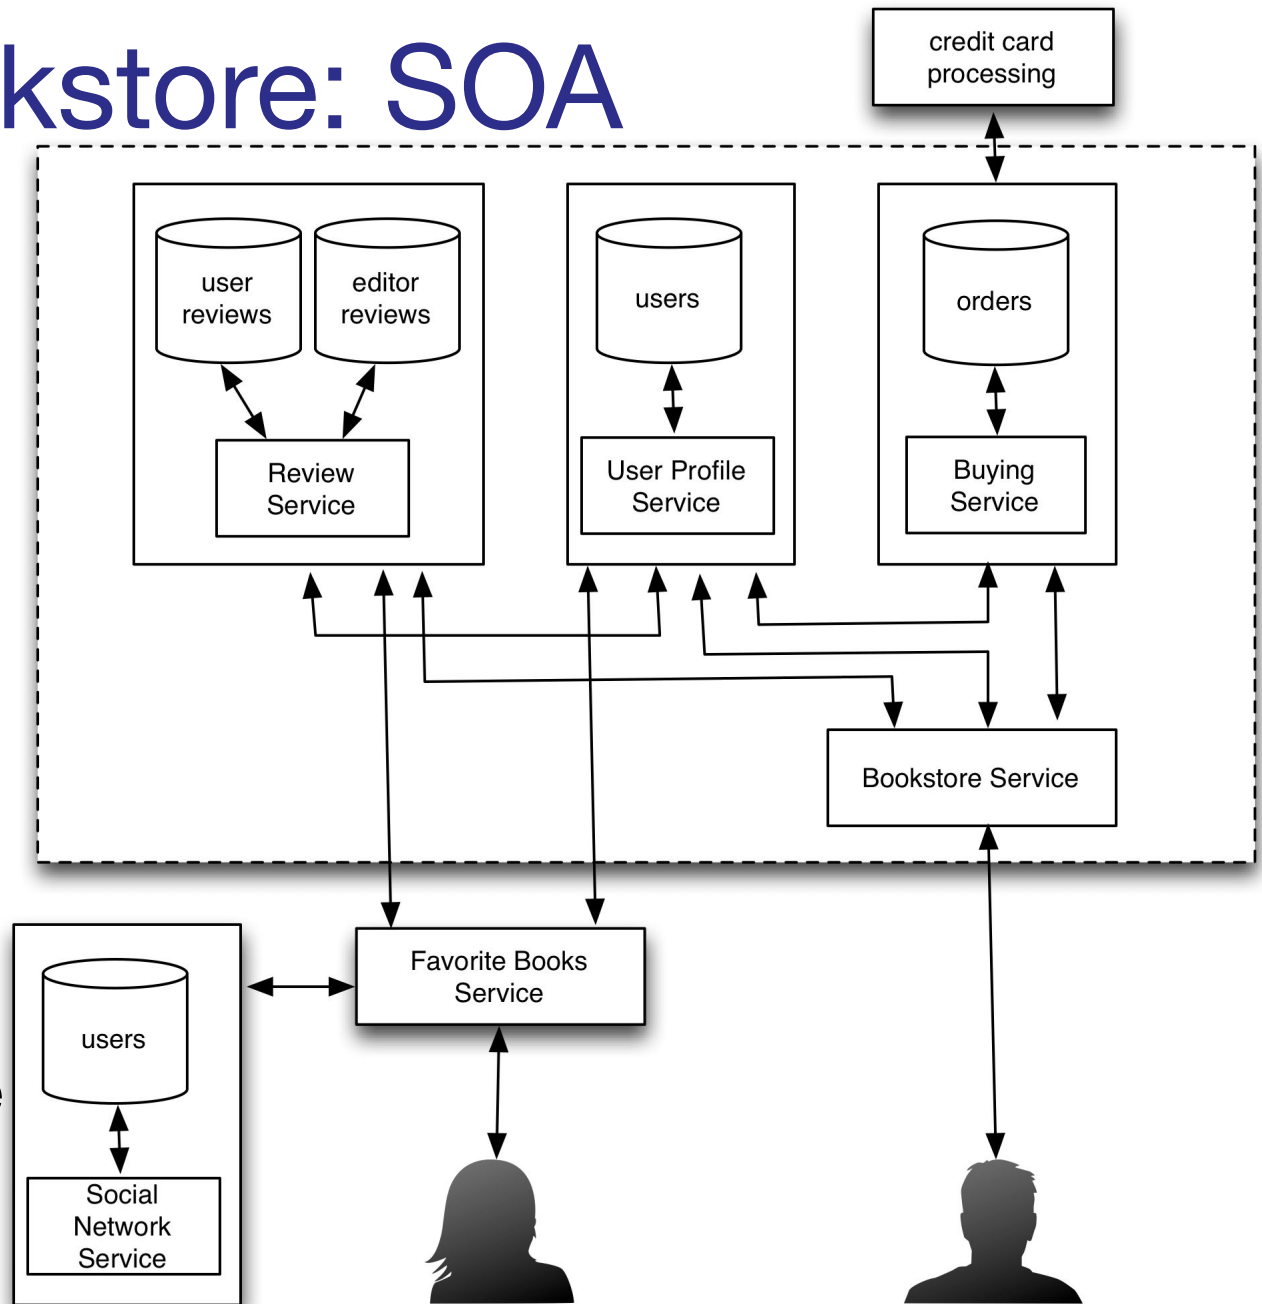 kstore: SOA
credit card
processing
user
reviews
editor
reviews
users
orders
Review
Service
User Profile
Service
Buying
Service
Bookstore Service
Favorite Books
Service
users
Social
Network
Service